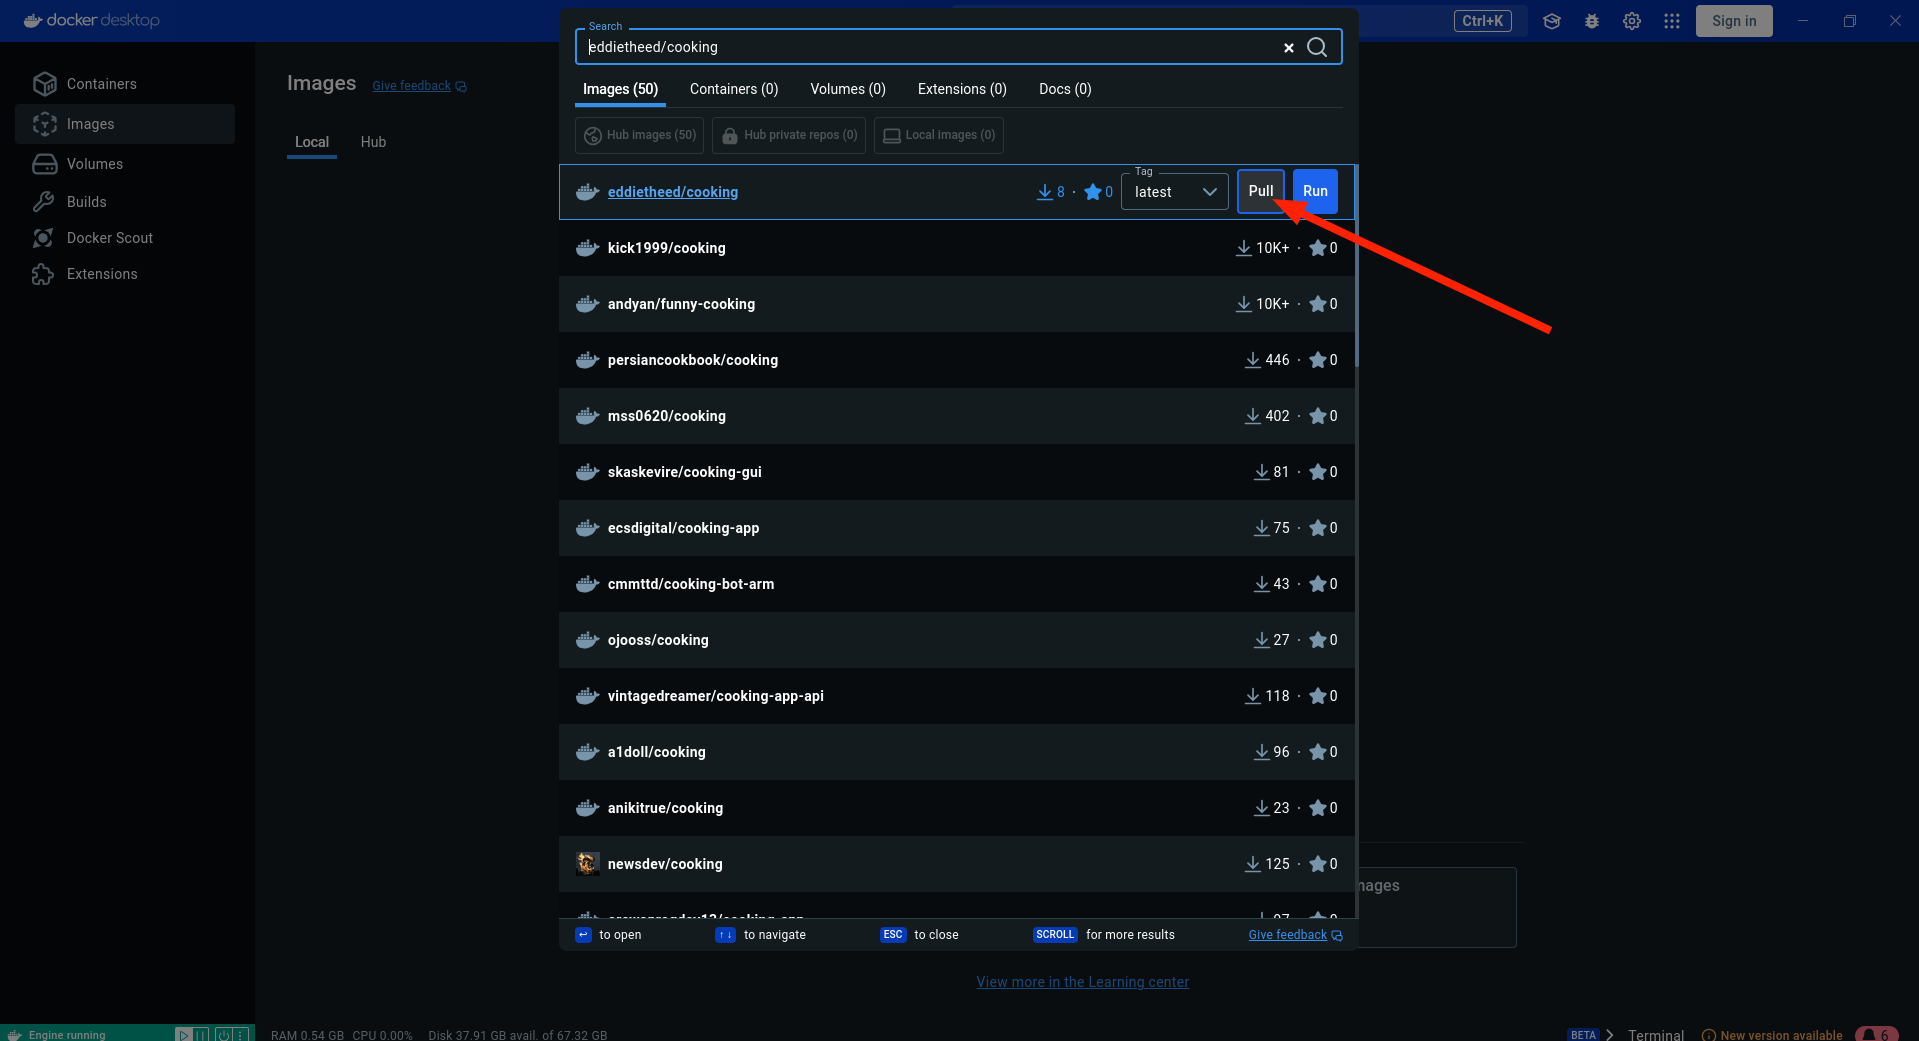 docker desktop
Search
Ctrl+K
Sign in
eddietheed/cooking
Containers
Images
Volumes
Builds
Docker Scout
Extensions
Images
Give feedback
Local
Hub
Images (50)
Containers (0)
Volumes (0)
Extensions (0)
Docs (0)
Hub images (50)
Hub private repos (0)
Local images (0)
eddietheed/cooking
8 · 0
Tag
latest
Pull
Run
kick1999/cooking
10K+ · 0
andyan/funny-cooking
10K+ · 0
persiancookbook/cooking
446 · 0
mss0620/cooking
402 · 0
skaskevire/cooking-gui
81 · 0
ecsdigital/cooking-app
75 · 0
cmmttd/cooking-bot-arm
43 · 0
ojooss/cooking
27 · 0
vintagedreamer/cooking-app-api
118 · 0
a1doll/cooking
96 · 0
anikitrue/cooking
23 · 0
newsdev/cooking
125 · 0
to open
to navigate
ESC to close
SCROLL for more results
Give feedback
View more in the Learning center
Engine running
RAM 0.54 GB CPU 0.00% Disk 37.91 GB avail. of 67.32 GB
BETA
Terminal
New version available
6